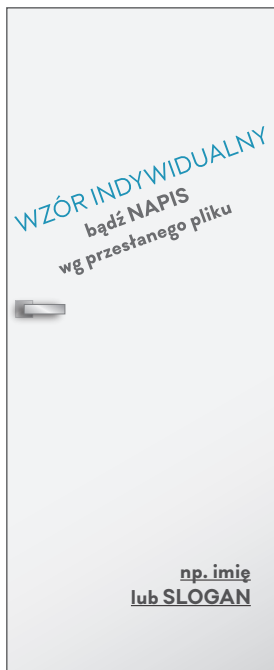 WZÓR INDYWIDUALNY
bądź NAPIS
wg przesłanego pliku
np. imię
lub SLOGAN